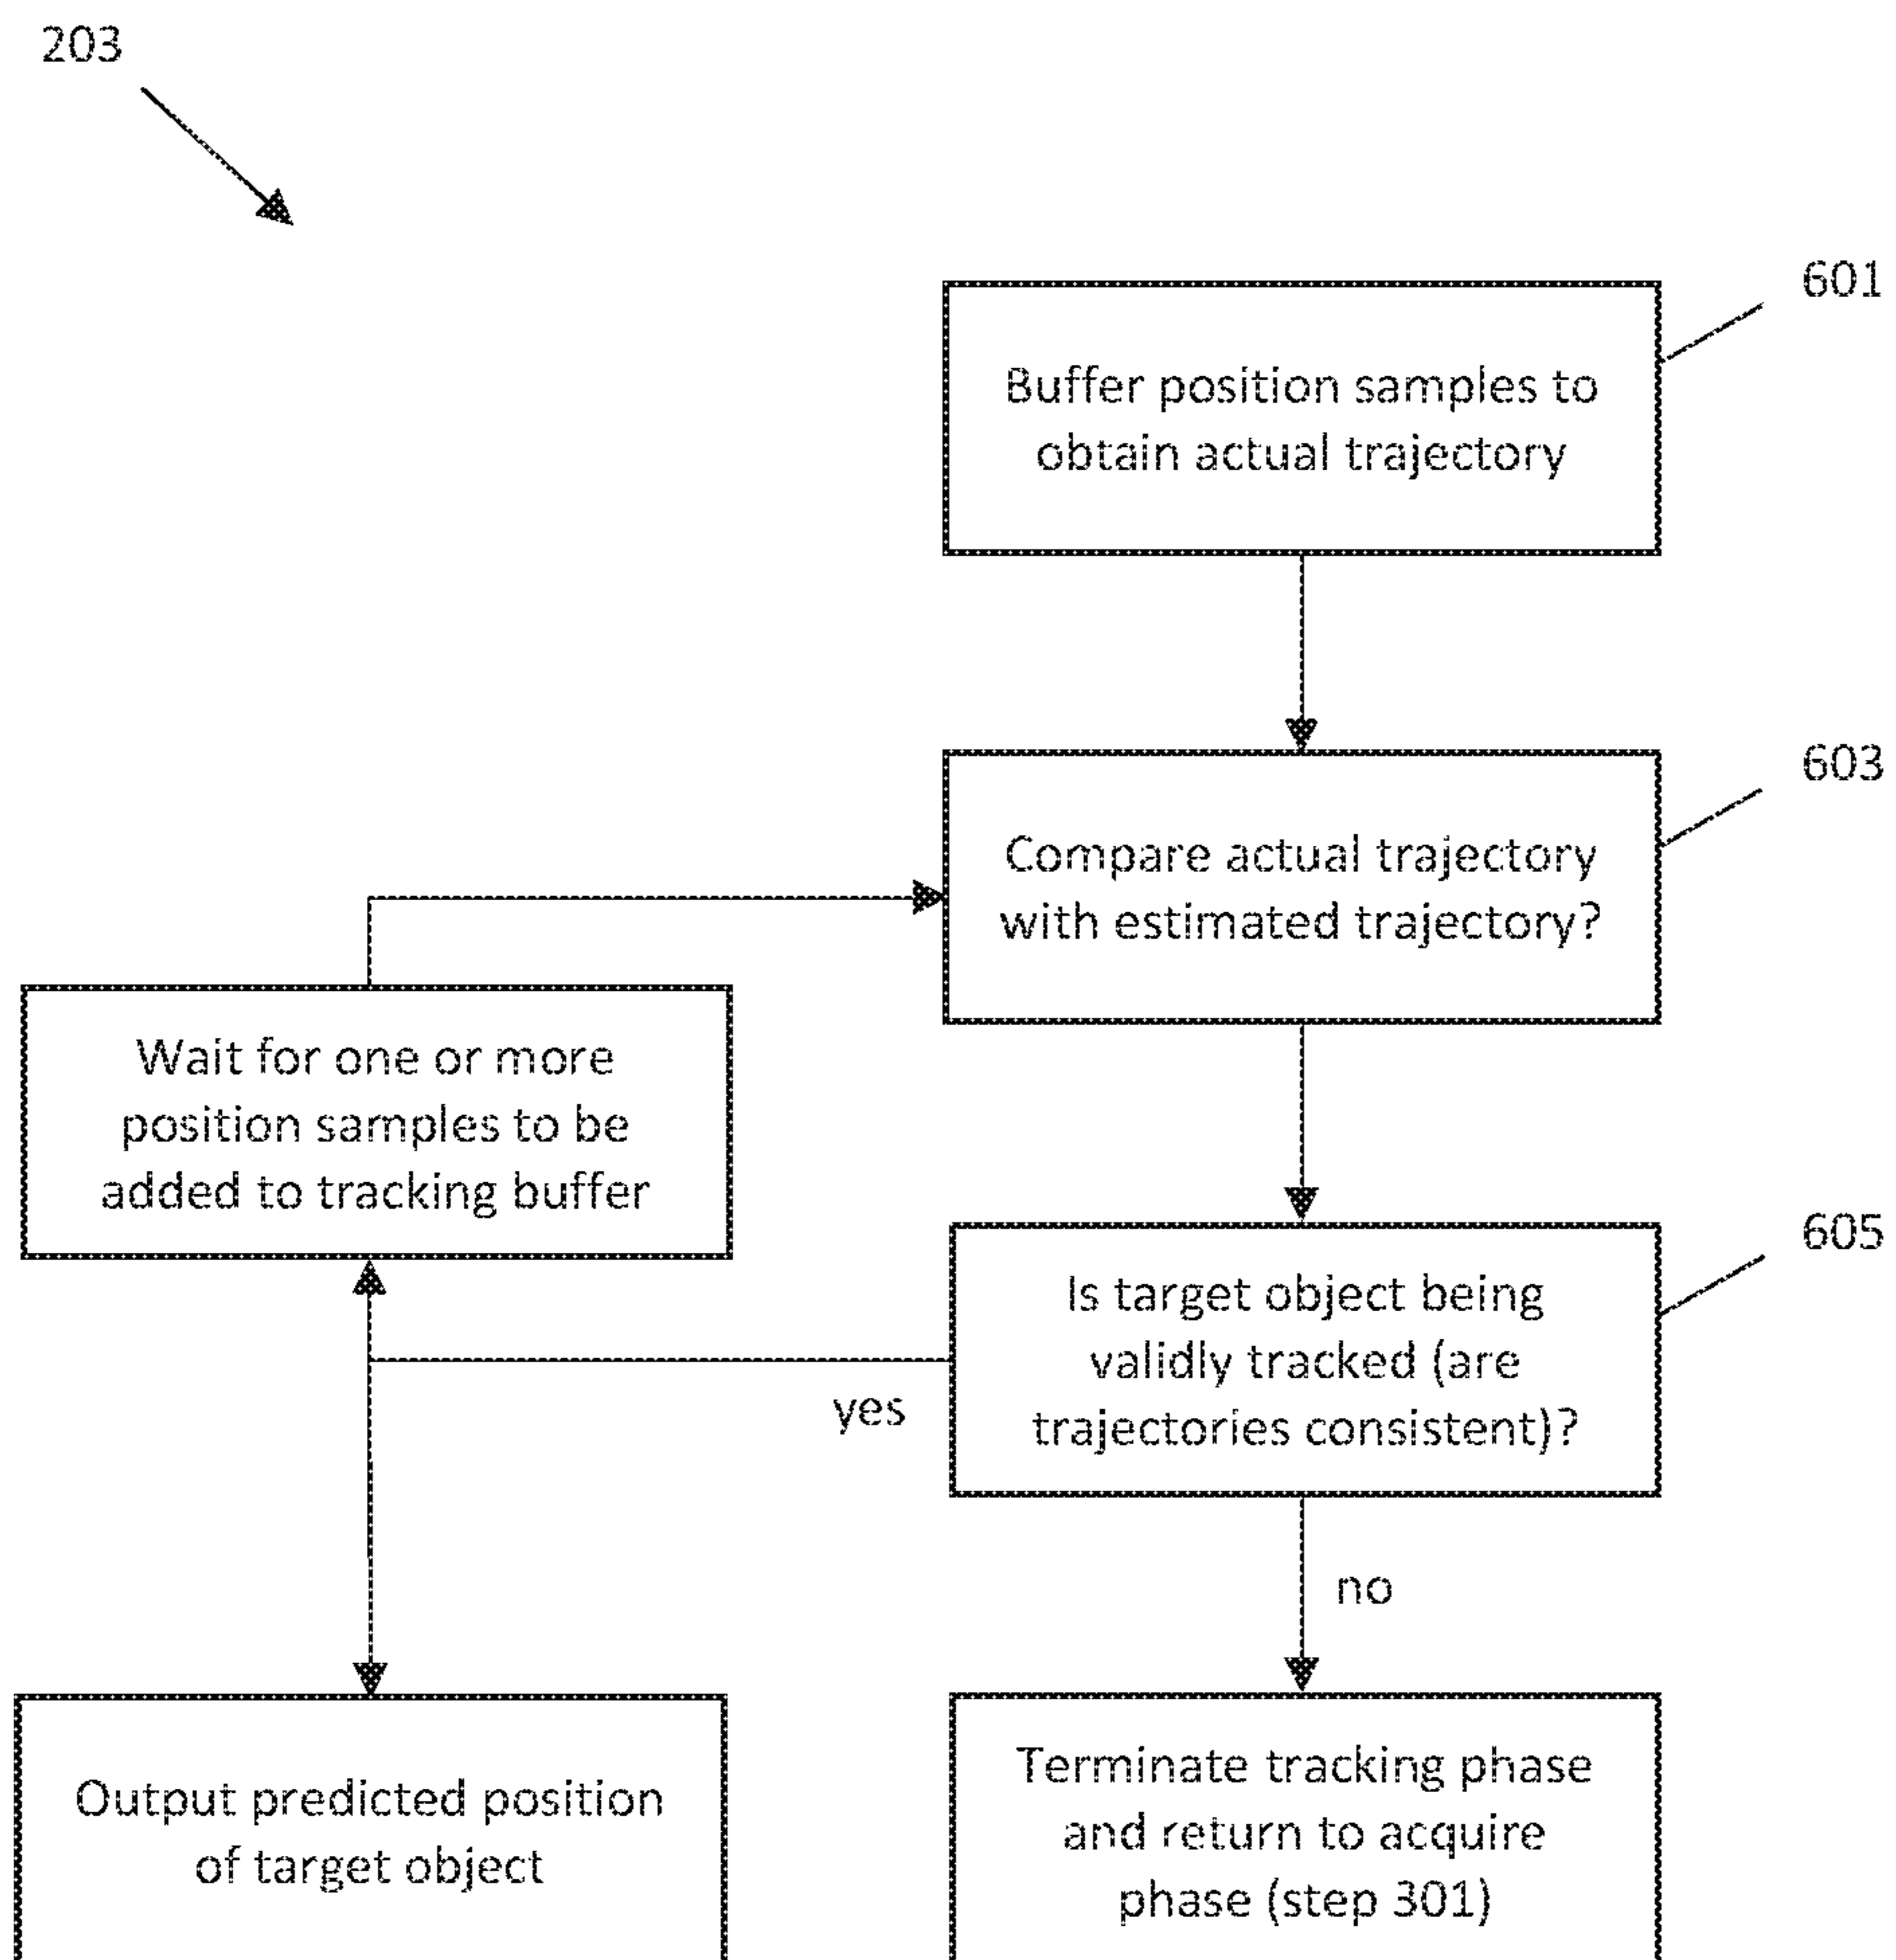 203
601
Buffer position samples to
obtain actual trajectory
603
Compare actual trajectory
with estimated trajectory?
Wait for one or more
position samples to be
added to tracking buffer
605
Is target object being
validly tracked (are
trajectories consistent)?
yes
no
Output predicted position
of target object
Terminate tracking phase
and return to acquire
phase (step 301)